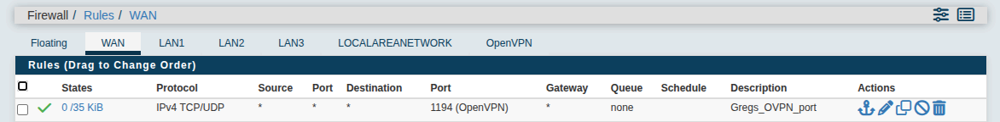 Firewall / Rules / WAN
Floating WAN LAN1 LAN2 LAN3 LOCALAREANETWORK OpenVPN
Rules (Drag to Change Order)
States Protocol Source Port Destination Port Gateway Queue Schedule Description Actions
0 /35 KiB IPv4 TCP/UDP * * * 1194 (OpenVPN) * none Gregs_OVPN_port